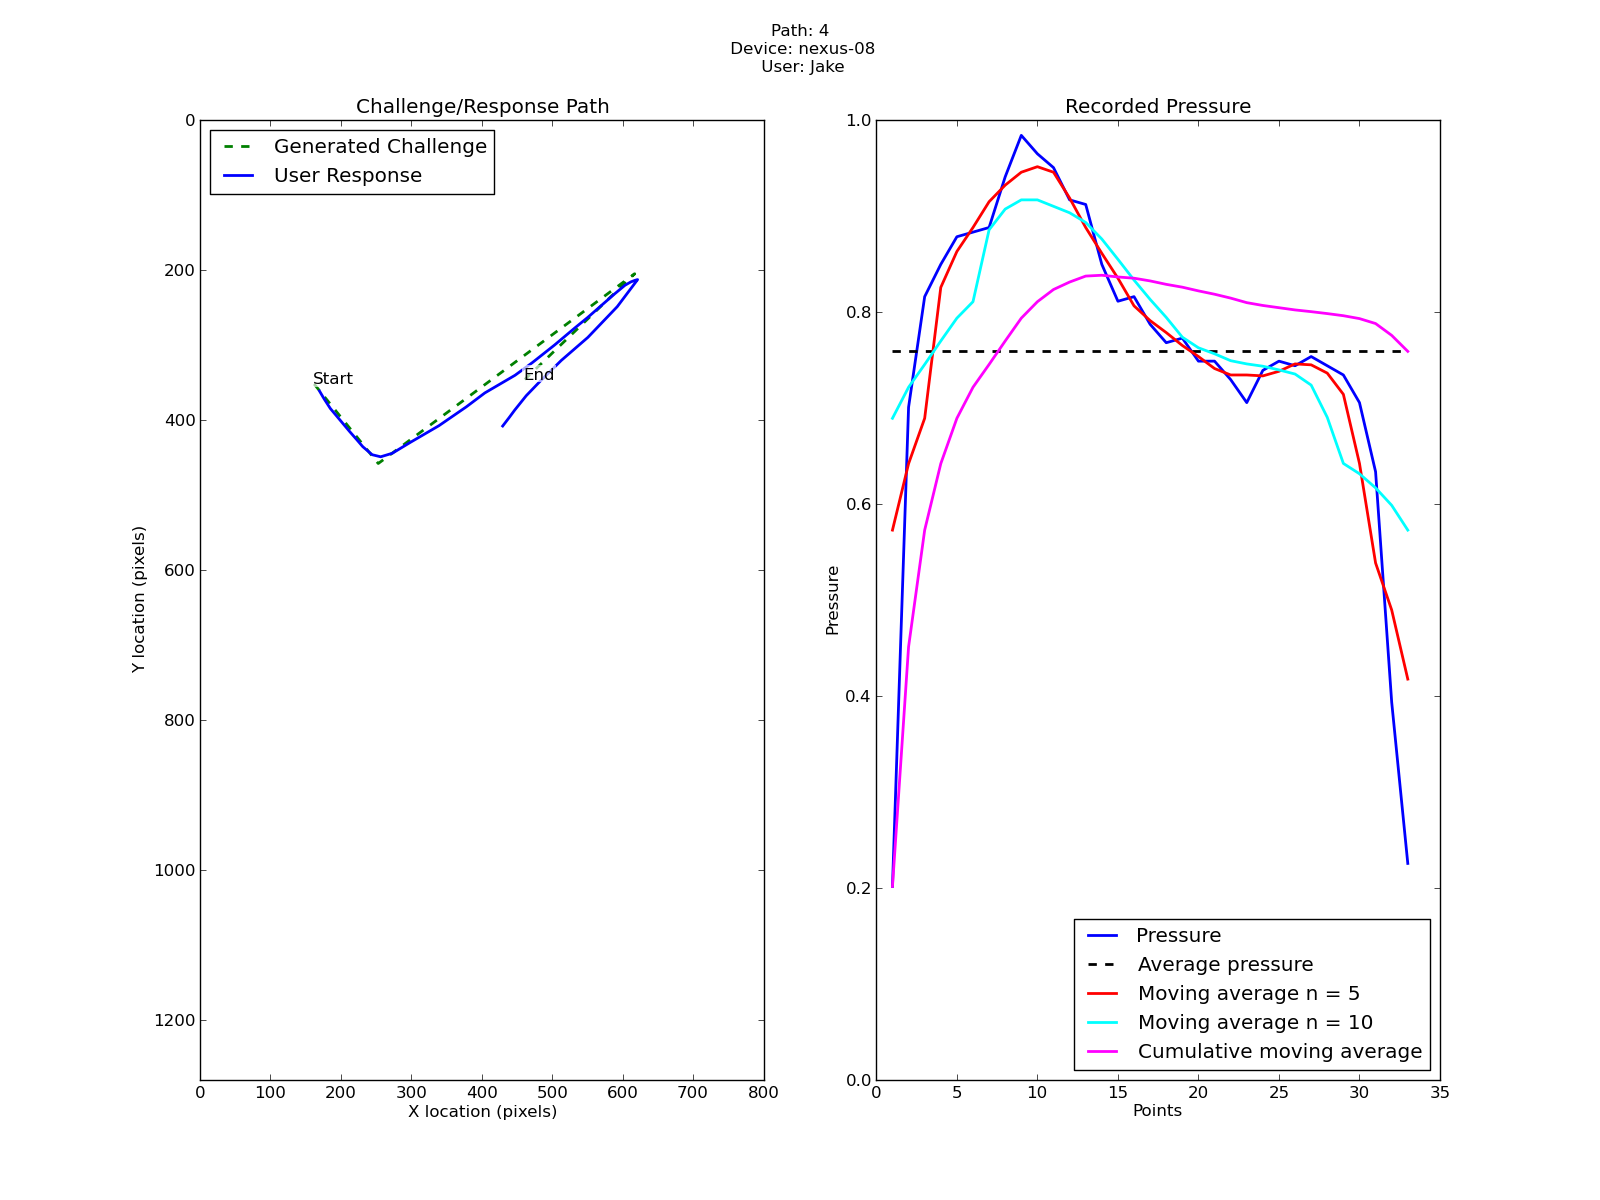 Path: 4
Device: nexus-08
User: Jake
Challenge/Response Path
Generated Challenge
User Response
Start
End
0
200
400
600
800
1000
1200
Y location (pixels)
0 100 200 300 400 500 600 700 800
X location (pixels)
Recorded Pressure
1.0
0.8
0.6
0.4
0.2
0.0
Pressure
Pressure
Average pressure
Moving average n = 5
Moving average n = 10
Cumulative moving average
0 5 10 15 20 25 30 35
Points